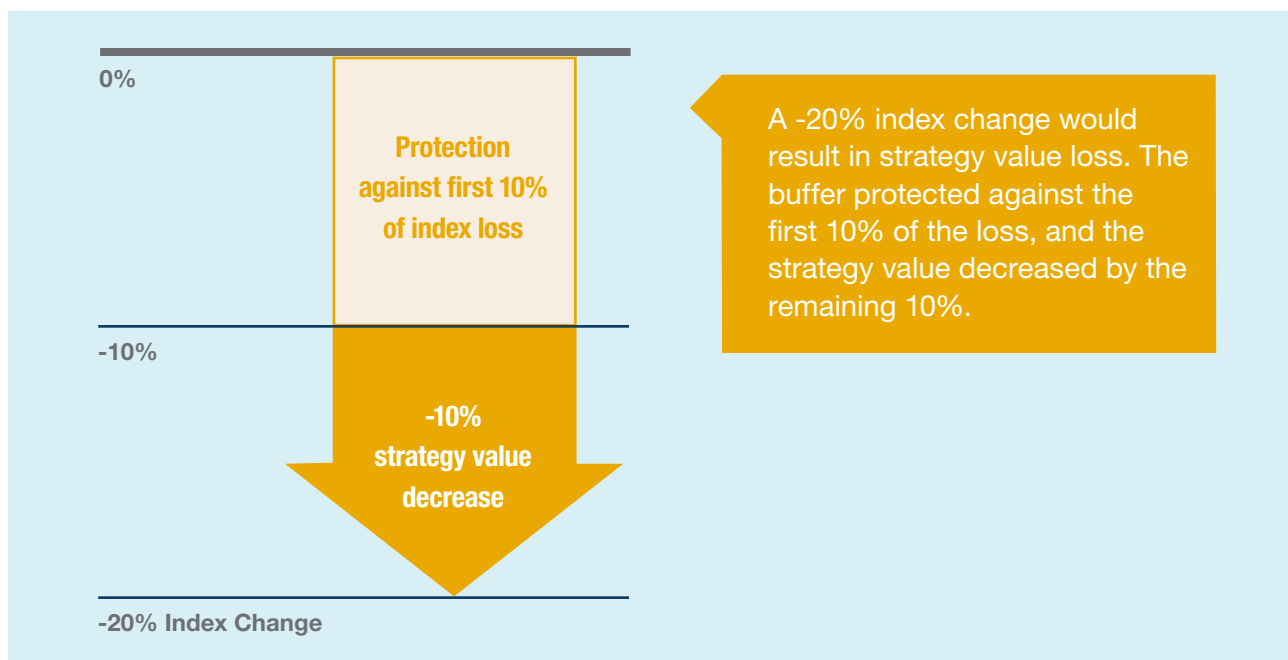 0%
Protection
against first 10%
of index loss
-10%
-10%
strategy value
decrease
-20% Index Change
A -20% index change would
result in strategy value loss. The
buffer protected against the
first 10% of the loss, and the
strategy value decreased by the
remaining 10%.